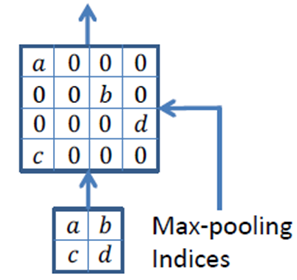 a 0 0 0
0 0 b 0
0 0 0 d
c 0 0 0
a b
c d
Max-pooling
Indices